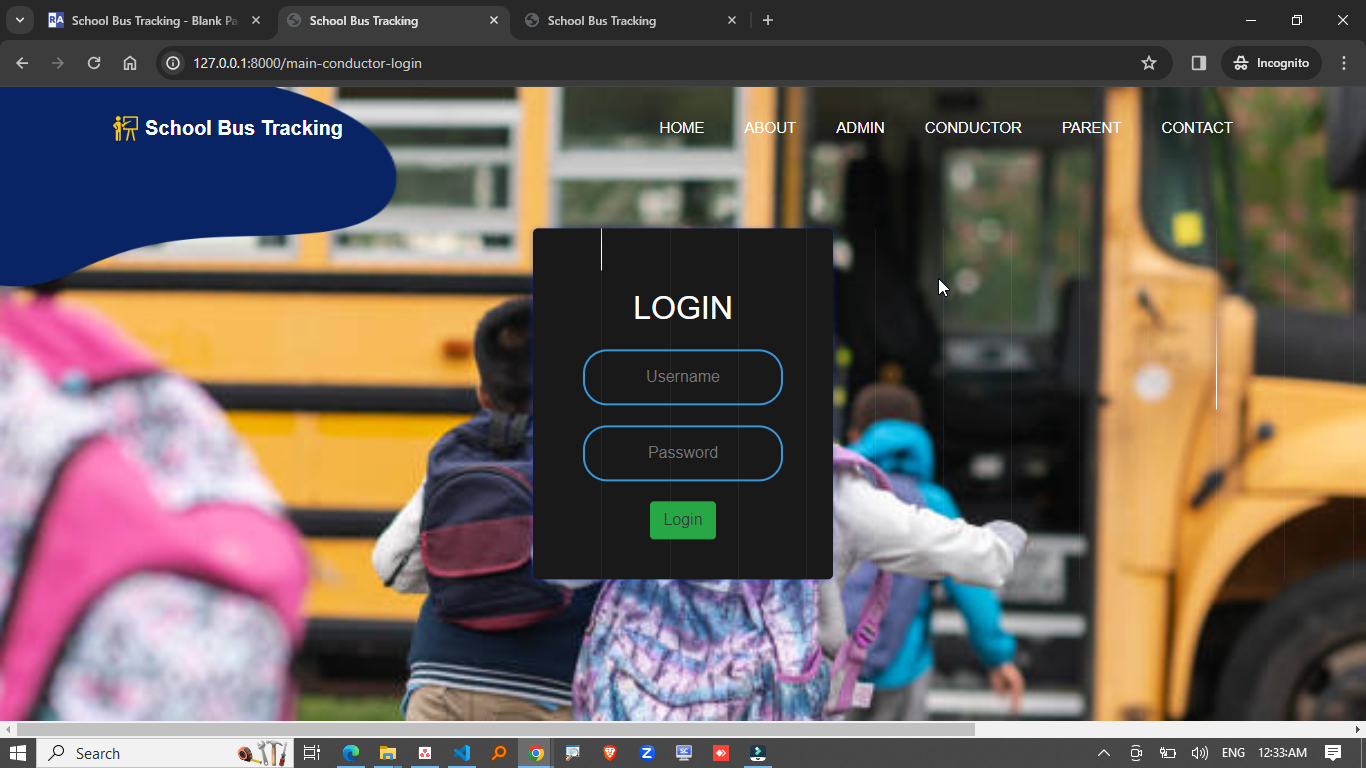 School Bus Tracking - Blank Pa
School Bus Tracking
School Bus Tracking
127.0.0.1:8000/main-conductor-login
Incognito
School Bus Tracking
HOME
ABOUT
ADMIN
CONDUCTOR
PARENT
CONTACT
LOGIN
Username
Password
Login
Search
ENG
12:33:AM